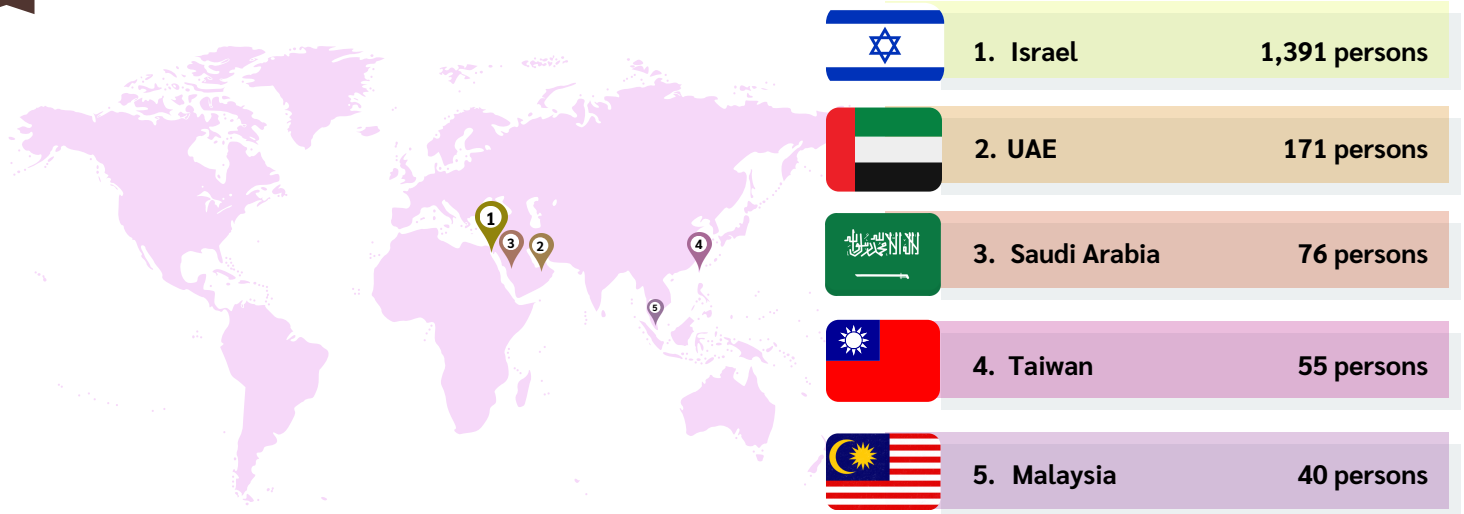 1. Israel 1,391 persons
2. UAE 171 persons
3. Saudi Arabia 76 persons
4. Taiwan 55 persons
5. Malaysia 40 persons
1
3
2
4
5